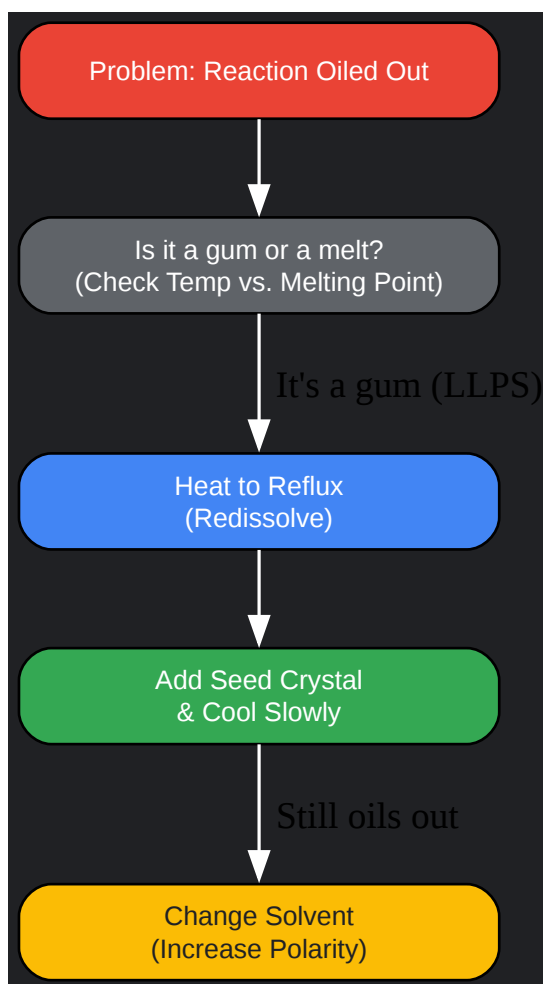 Problem: Reaction Oiled Out
Is it a gum or a melt?
(Check Temp vs. Melting Point)
It's a gum (LLPS)
Heat to Reflux
(Redissolve)
Add Seed Crystal
& Cool Slowly
Still oils out
Change Solvent
(Increase Polarity)